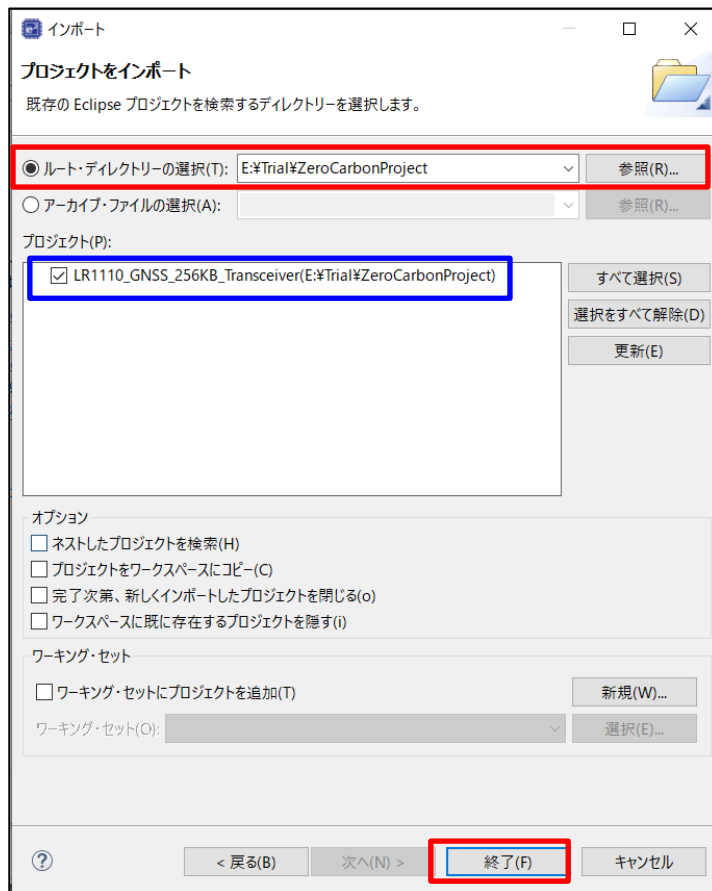 インポート
プロジェクトをインポート
既存の Eclipse プロジェクトを検索するディレクトリーを選択します。
ルート・ディレクトリーの選択(T): E:¥Trial¥ZeroCarbonProject 参照(R)...
アーカイブ・ファイルの選択(A): 参照(R)...
プロジェクト(P):
LR1110_GNSS_256KB_Transceiver(E:¥Trial¥ZeroCarbonProject) すべて選択(S)
選択をすべて解除(D)
更新(E)
オプション
ネストしたプロジェクトを検索(H)
プロジェクトをワークスペースにコピー(C)
完了次第、新しくインポートしたプロジェクトを閉じる(o)
ワークスペースに既に存在するプロジェクトを隠す(i)
ワーキング・セット
ワーキング・セットにプロジェクトを追加(T) 新規(W)...
ワーキング・セット(O): 選択(E)...
? < 戻る(B) 次へ(N) > 終了(F) キャンセル